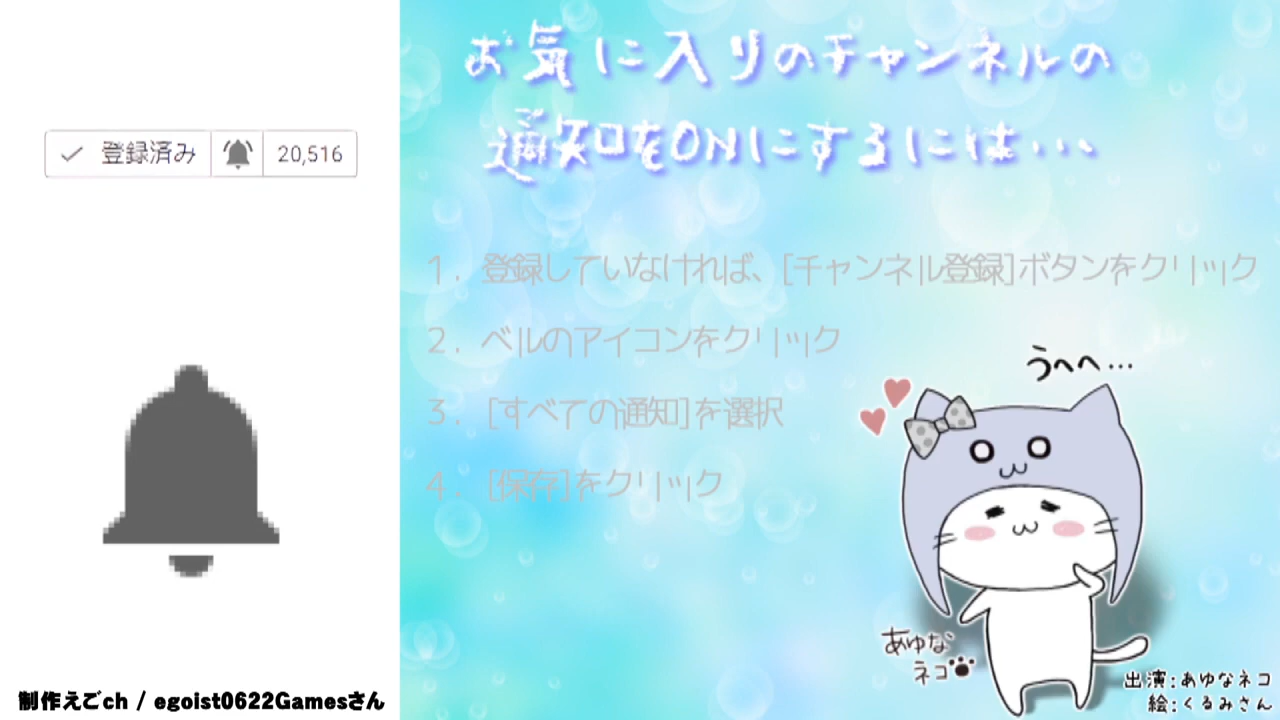 お気に入りのチャンネルの
通知をONにするには・・・
登録済み 20,516
1. 登録していなければ、[チャンネル登録]ボタンをクリック
2. ベルのアイコンをクリック
3. [すべての通知]を選択
4. [保存]をクリック
うへへ…
あゆな
ネコ
出演:あゆなネコ
絵:くるみさん
制作えごch / egoist0622Gamesさん